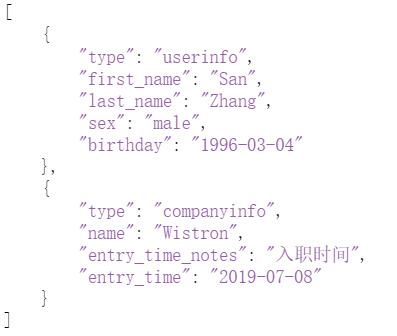 [
    {
        "type": "userinfo",
        "first_name": "San",
        "last_name": "Zhang",
        "sex": "male",
        "birthday": "1996-03-04"
    },
    {
        "type": "companyinfo",
        "name": "Wistron",
        "entry_time_notes": "入职时间",
        "entry_time": "2019-07-08"
    }
]